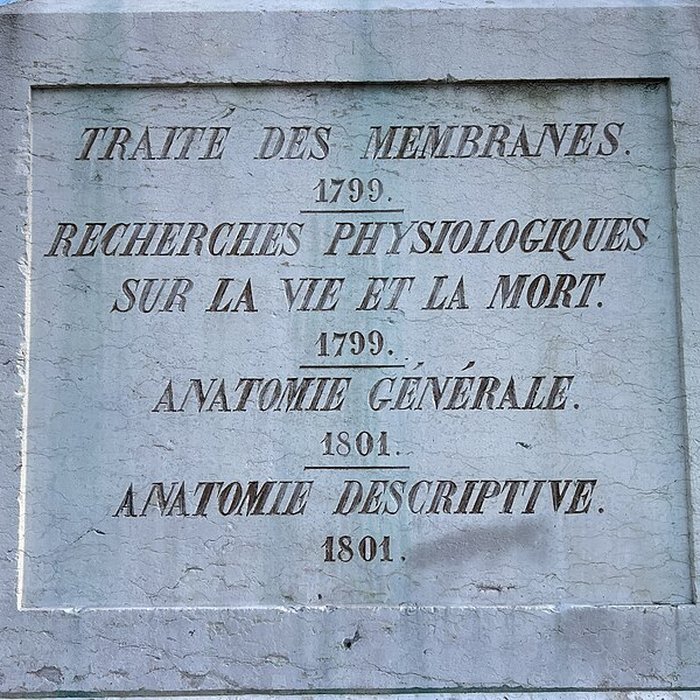 TRAITE DES MEMBRANES.
1799.
RECHERCHES PHYSIOLOGIQUES
SUR LA VIE ET LA MORT.
1799.
ANATOMIE GÉNÉRALE.
1801.
ANATOMIE DESCRIPTIVE.
1801.